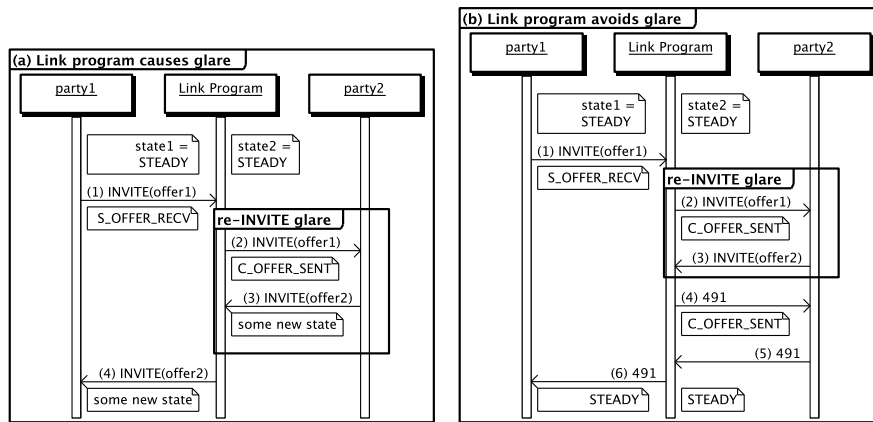 (a) Link program causes glare
party1
Link Program
party2
state1 =
STEADY
state2 =
STEADY
(1) INVITE(offer1)
S_OFFER_RECV
re-INVITE glare
(2) INVITE(offer1)
C_OFFER_SENT
(3) INVITE(offer2)
some new state
(4) INVITE(offer2)
some new state
(b) Link program avoids glare
party1
Link Program
party2
state1 =
STEADY
state2 =
STEADY
(1) INVITE(offer1)
S_OFFER_RECV
re-INVITE glare
(2) INVITE(offer1)
C_OFFER_SENT
(3) INVITE(offer2)
(4) 491
C_OFFER_SENT
(5) 491
(6) 491
STEADY
STEADY